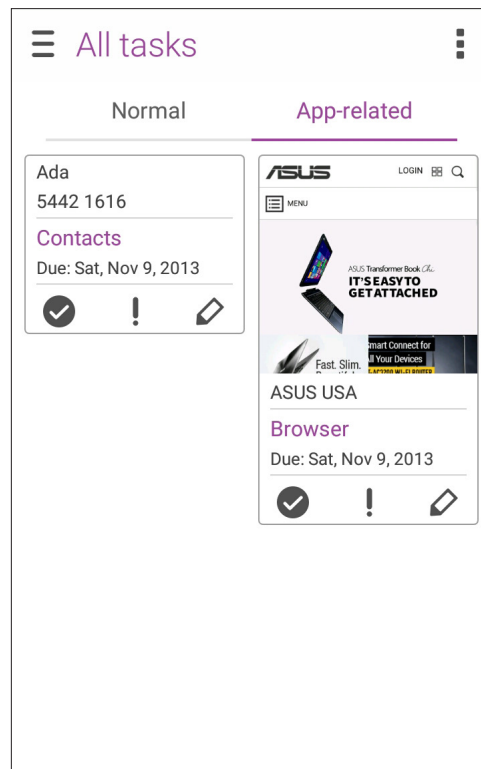 All tasks
Normal
App-related
Ada
5442 1616
Contacts
Due: Sat, Nov 9, 2013
ASUS
LOGIN
MENU
ASUS Transformer Book Chi
IT'S EASY TO
GET ATTACHED
Fast. Slim.
Smart Connect for
All Your Devices
ASUS USA
Browser
Due: Sat, Nov 9, 2013